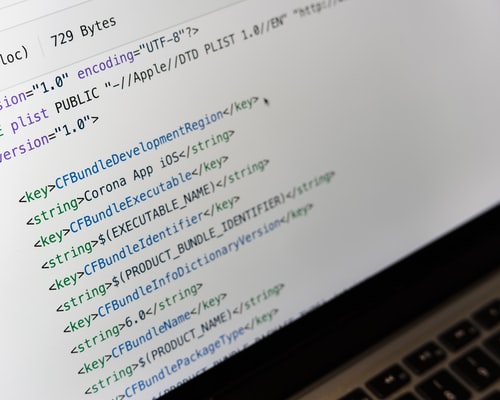 loc) 729 Bytes
sion="1.0" encoding="UTF-8"?>
plist PUBLIC "-//Apple//DTD PLIST 1.0//EN" "http://
version="1.0">
<key>CFBundleDevelopmentRegion</key>
<string>Corona App iOS</string>
<key>CFBundleExecutable</key>
<string>$(EXECUTABLE_NAME)</string>
<key>CFBundleIdentifier</key>
<string>$(PRODUCT_BUNDLE_IDENTIFIER)</string>
<key>CFBundleInfoDictionaryVersion</key>
<string>6.0</string>
<key>CFBundleName</key>
<string>$(PRODUCT_NAME)</string>
<key>CFBundlePackageType</key>